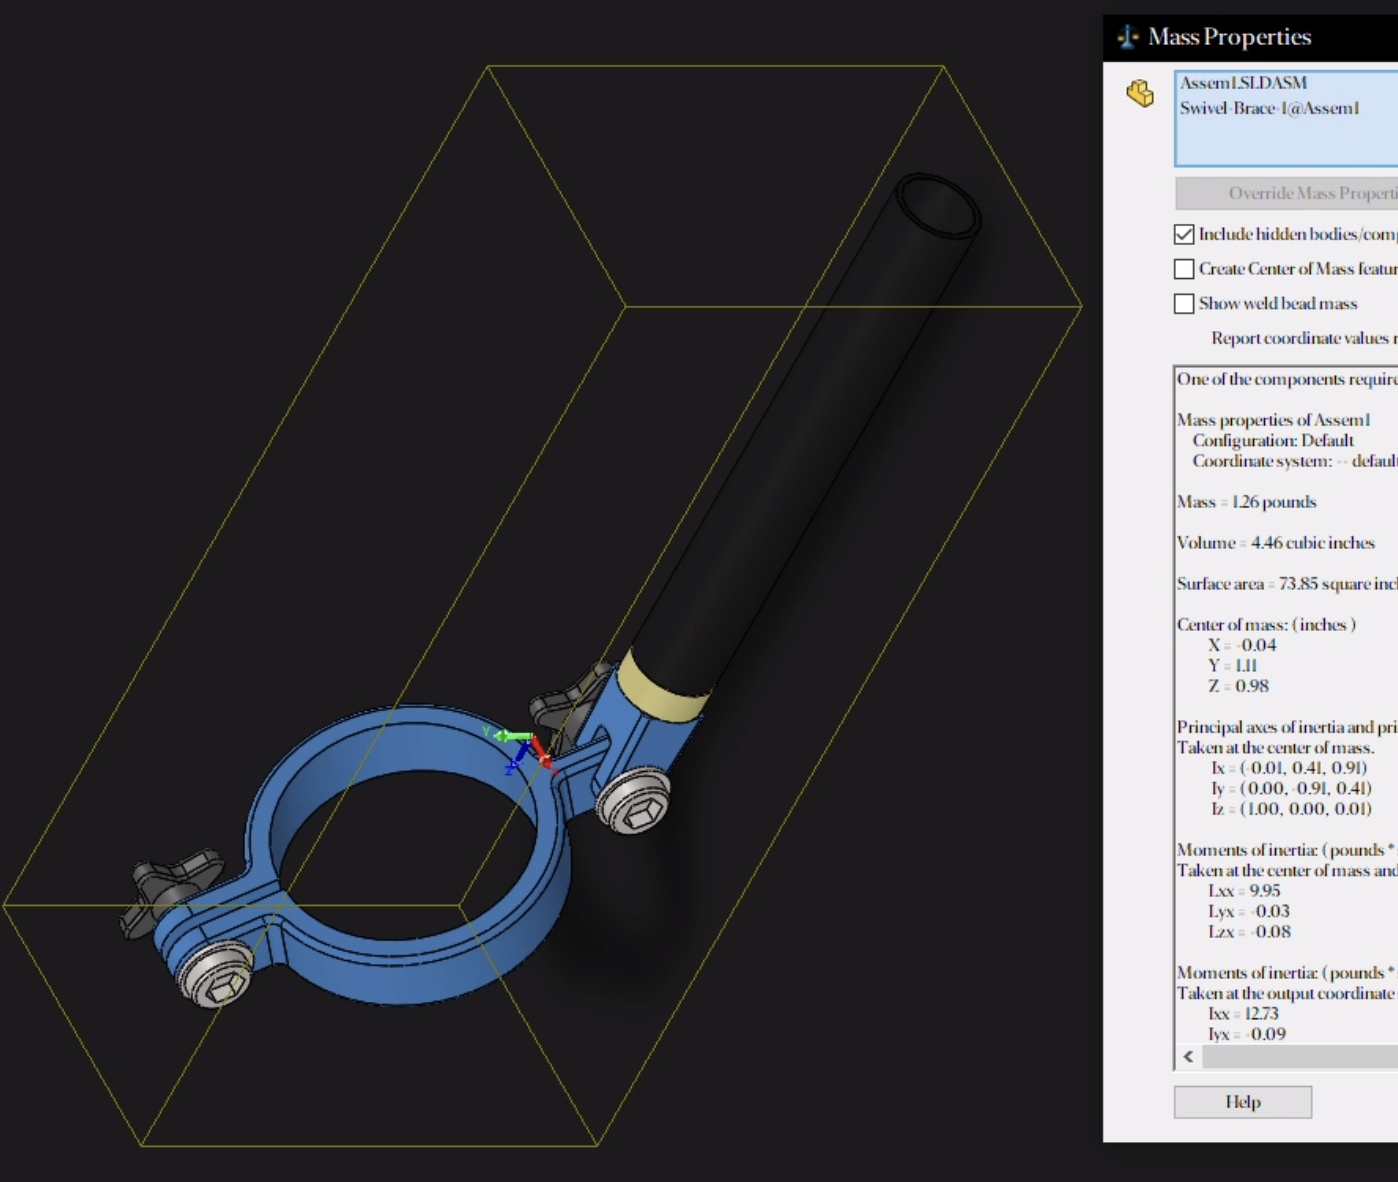 Mass Properties
Assem1.SLDASM
Swivel-Brace-1@Assem1
Override Mass Properti
Include hidden bodies/comp
Create Center of Mass featur
Show weld bead mass
Report coordinate values r
One of the components require
Mass properties of Assem1
Configuration: Default
Coordinate system: -- default
Mass = 1.26 pounds
Volume = 4.46 cubic inches
Surface area = 73.85 square incl
Center of mass: ( inches )
X = -0.04
Y = 1.11
Z = 0.98
Principal axes of inertia and pri
Taken at the center of mass.
Ix = (-0.01, 0.41, 0.91)
Iy = ( 0.00, -0.91, 0.41)
Iz = ( 1.00, 0.00, 0.01)
Moments of inertia: ( pounds *
Taken at the center of mass and
Lxx = 9.95
Lyx = -0.03
Lzx = -0.08
Moments of inertia: ( pounds *
Taken at the output coordinate
Ixx = 12.73
Iyx = -0.09
Help
Y
Z